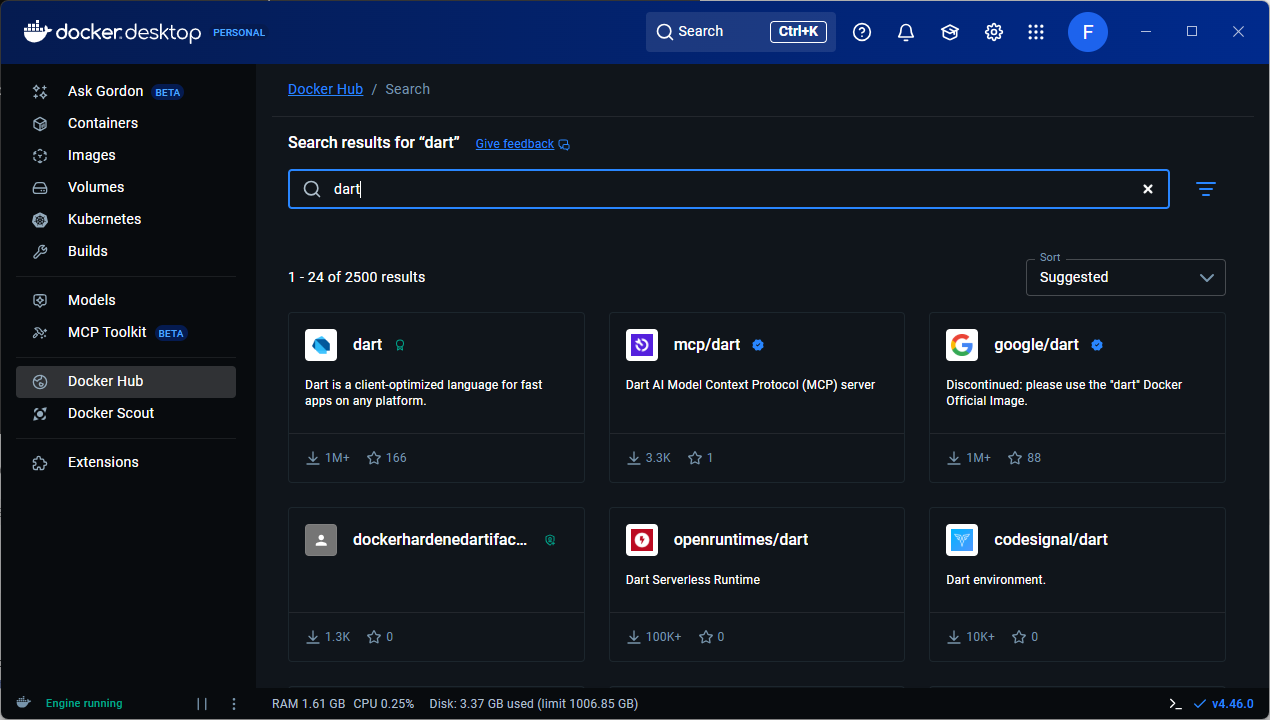 docker.desktop PERSONAL
Search Ctrl+K
F
Ask Gordon BETA
Containers
Images
Volumes
Kubernetes
Builds
Models
MCP Toolkit BETA
Docker Hub
Docker Scout
Extensions
Docker Hub / Search
Search results for “dart” Give feedback
dart
1 - 24 of 2500 results
Sort
Suggested
dart
Dart is a client-optimized language for fast
apps on any platform.
1M+ 166
mcp/dart
Dart AI Model Context Protocol (MCP) server
3.3K 1
google/dart
Discontinued: please use the "dart" Docker
Official Image.
1M+ 88
dockerhardenedartifac...
1.3K 0
openruntimes/dart
Dart Serverless Runtime
100K+ 0
codesignal/dart
Dart environment.
10K+ 0
Engine running
RAM 1.61 GB CPU 0.25% Disk: 3.37 GB used (limit 1006.85 GB)
v4.46.0